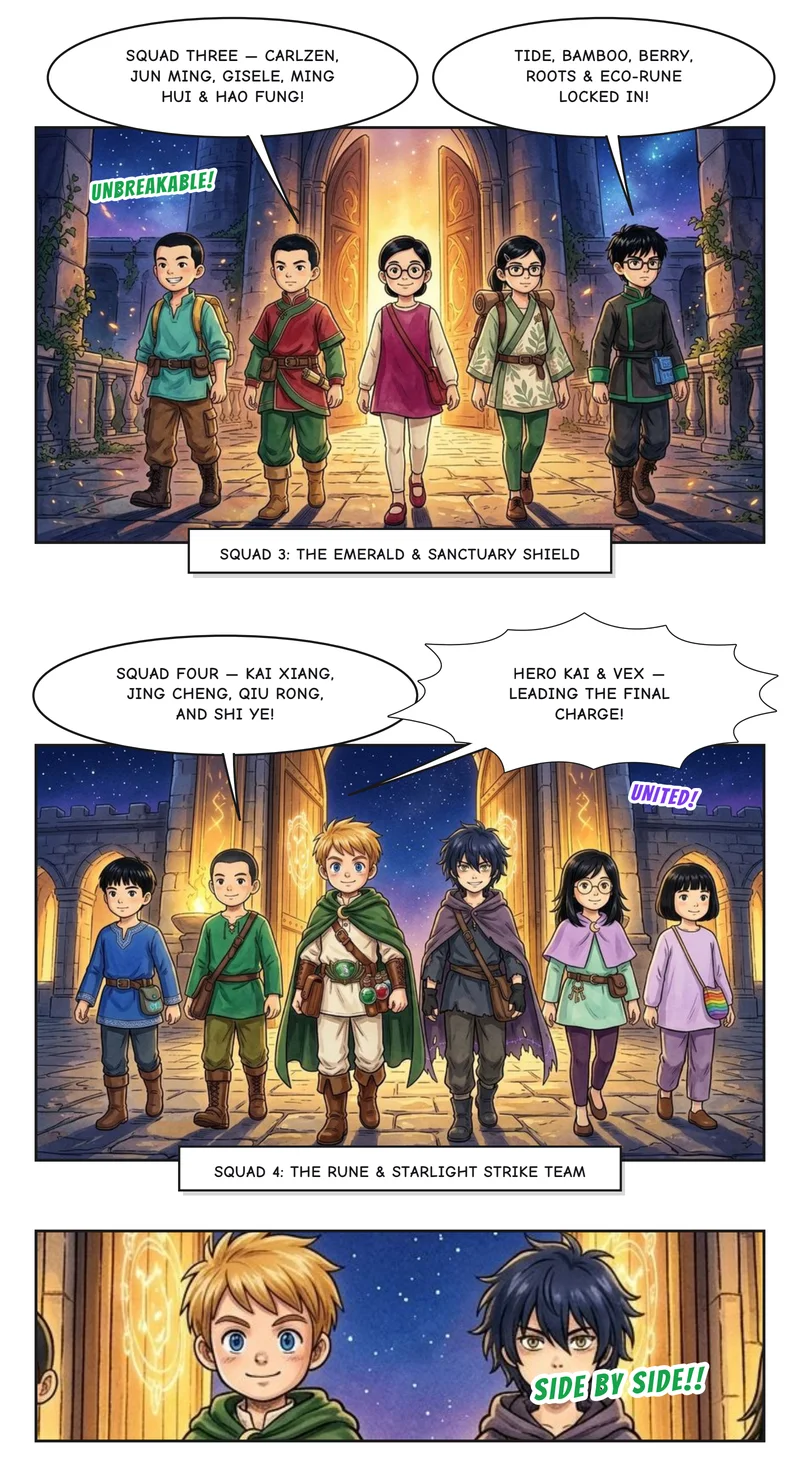 SQUAD THREE — CARLZEN,
JUN MING, GISELE, MING
HUI & HAO FUNG!
TIDE, BAMBOO, BERRY,
ROOTS & ECO-RUNE
LOCKED IN!
UNBREAKABLE!
SQUAD 3: THE EMERALD & SANCTUARY SHIELD
SQUAD FOUR — KAI XIANG,
JING CHENG, QIU RONG,
AND SHI YE!
HERO KAI & VEX —
LEADING THE FINAL
CHARGE!
UNITED!
SQUAD 4: THE RUNE & STARLIGHT STRIKE TEAM
SIDE BY SIDE!!